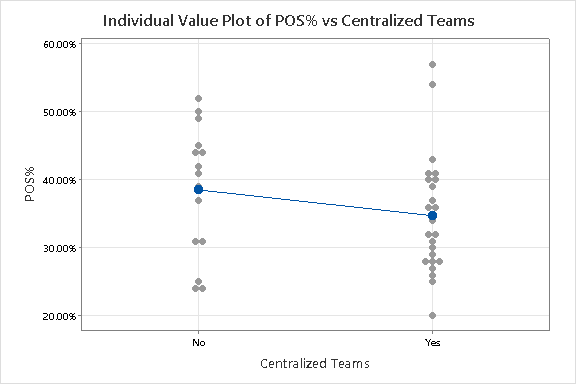 Individual Value Plot of POS% vs Centralized Teams
60.00%
50.00%
40.00%
30.00%
20.00%
POS%
No Yes
Centralized Teams